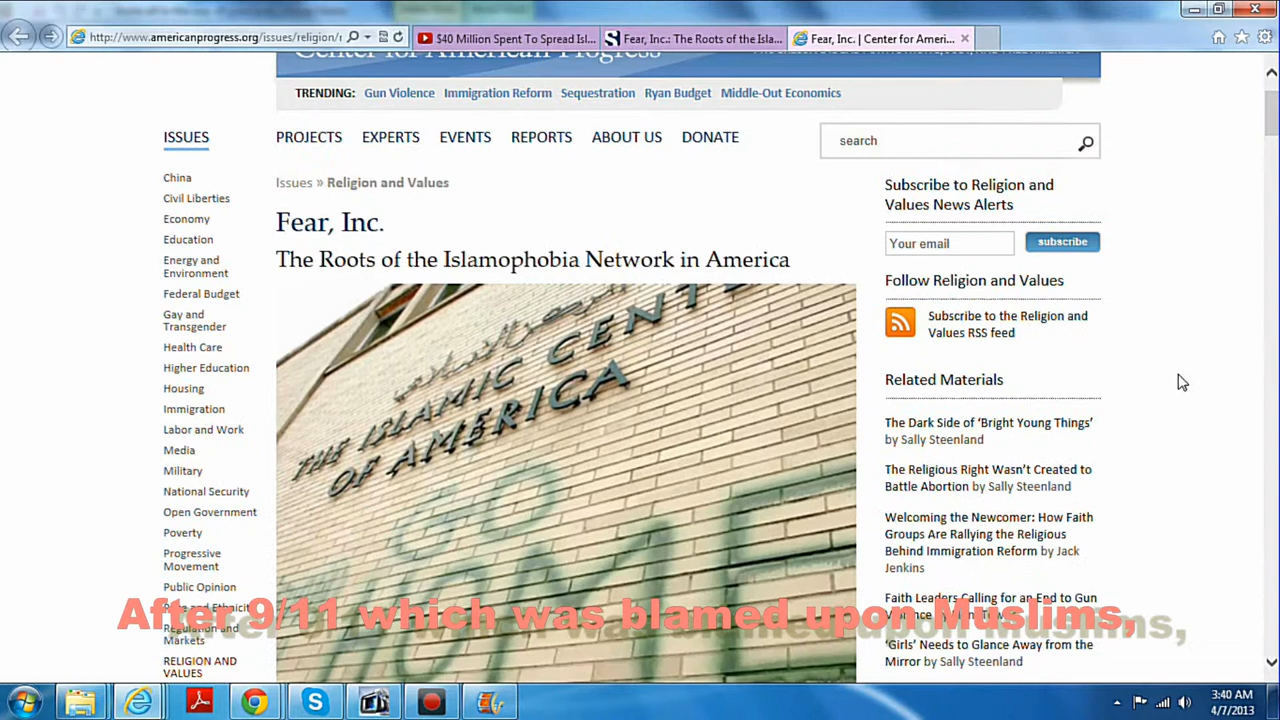 http://www.americanprogress.org/issues/religion/r
$40 Million Spent To Spread Isl...
Fear, Inc.: The Roots of the Isla...
Fear, Inc. | Center for Ameri...
Center for American Progress
TRENDING: Gun Violence Immigration Reform Sequestration Ryan Budget Middle-Out Economics
ISSUES PROJECTS EXPERTS EVENTS REPORTS ABOUT US DONATE
search
China
Civil Liberties
Economy
Education
Energy and
Environment
Federal Budget
Gay and
Transgender
Health Care
Higher Education
Housing
Immigration
Labor and Work
Media
Military
National Security
Open Government
Poverty
Progressive
Movement
Public Opinion
Regulation and
Markets
RELIGION AND
VALUES
Issues » Religion and Values
Fear, Inc.
The Roots of the Islamophobia Network in America
THE ISLAMIC CENTE
OF AMERICA
GO
HOME
Subscribe to Religion and
Values News Alerts
Your email subscribe
Follow Religion and Values
Subscribe to the Religion and
Values RSS feed
Related Materials
The Dark Side of ‘Bright Young Things’
by Sally Steenland
The Religious Right Wasn’t Created to
Battle Abortion by Sally Steenland
Welcoming the Newcomer: How Faith
Groups Are Rallying the Religious
Behind Immigration Reform by Jack
Jenkins
Faith Leaders Calling for an End to Gun
‘Girls’ Needs to Glance Away from the
Mirror by Sally Steenland
After 9/11 which was blamed upon Muslims,
3:40 AM
4/7/2013